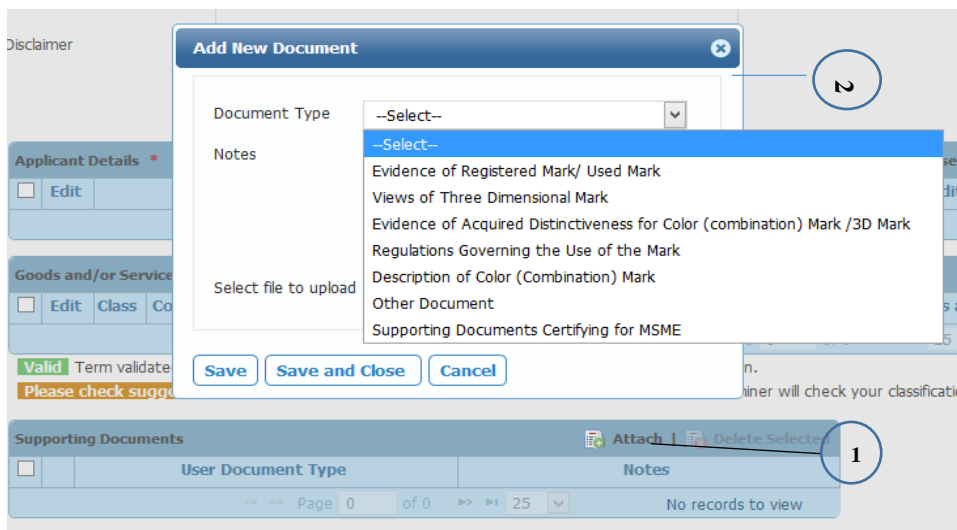 Disclaimer
Add New Document
2
Document Type
--Select--
Notes
--Select--
Evidence of Registered Mark/ Used Mark
Views of Three Dimensional Mark
Evidence of Acquired Distinctiveness for Color (combination) Mark /3D Mark
Regulations Governing the Use of the Mark
Description of Color (Combination) Mark
Other Document
Supporting Documents Certifying for MSME
Select file to upload
Save Save and Close Cancel
Applicant Details *
Edit
Goods and/or Service
Edit Class Co
25
Valid Term validate n.
Please check sugge miner will check your classificati
Supporting Documents Attach | Delete Selected
1
User Document Type Notes
Page 0 of 0 25 No records to view